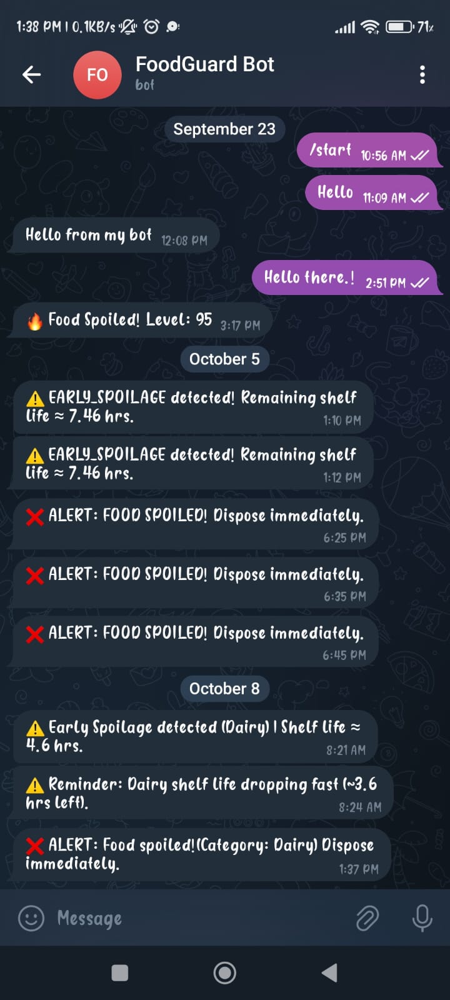 1:38 PM | 0.1KB/s
71%
FO
FoodGuard Bot
bot
September 23
/start 10:56 AM
Hello 11:09 AM
Hello from my bot 12:08 PM
Hello there.! 2:51 PM
🔥 Food Spoiled! Level: 95 3:17 PM
October 5
⚠️ EARLY_SPOILAGE detected! Remaining shelf
life ≈ 7.46 hrs. 1:10 PM
⚠️ EARLY_SPOILAGE detected! Remaining shelf
life ≈ 7.46 hrs. 1:12 PM
❌ ALERT: FOOD SPOILED! Dispose immediately.
6:25 PM
❌ ALERT: FOOD SPOILED! Dispose immediately.
6:35 PM
❌ ALERT: FOOD SPOILED! Dispose immediately.
6:45 PM
October 8
⚠️ Early Spoilage detected (Dairy) | Shelf life ≈
4.6 hrs. 8:21 AM
⚠️ Reminder: Dairy shelf life dropping fast (~3.6
hrs left). 8:24 AM
❌ ALERT: Food spoiled!(Category: Dairy) Dispose
immediately. 1:37 PM
Message